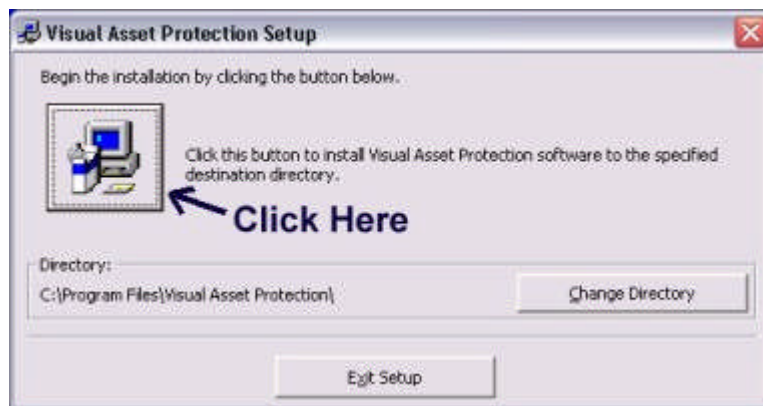 Visual Asset Protection Setup
Begin the installation by clicking the button below.
Click this button to install Visual Asset Protection software to the specified
destination directory.
Click Here
Directory:
C:\Program Files\Visual Asset Protection\
Change Directory
Exit Setup